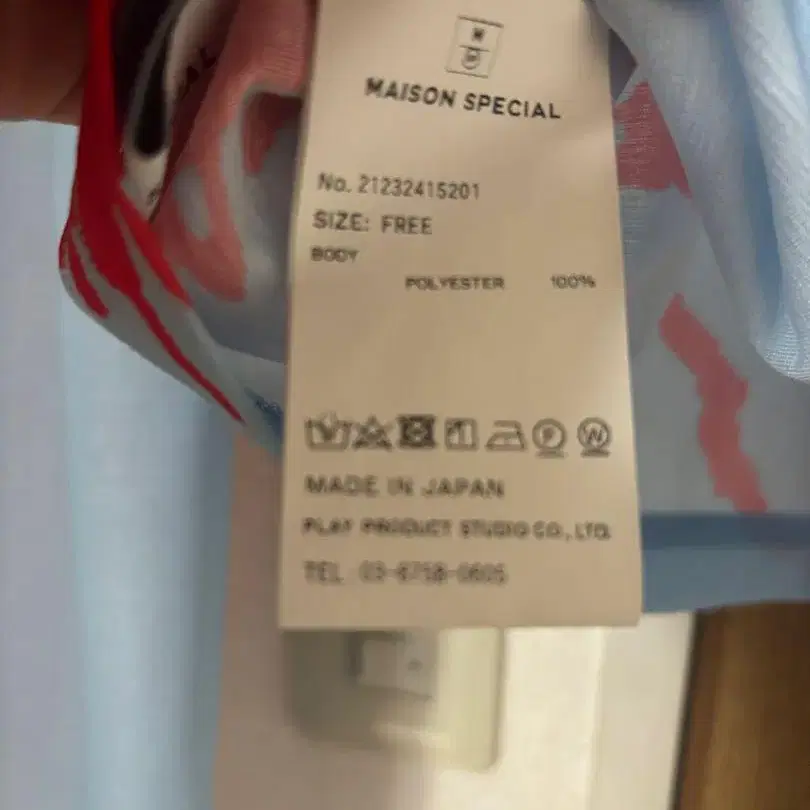 MAISON SPECIAL
No. 21232415201
SIZE: FREE
BODY
POLYESTER 100%
P W
MADE IN JAPAN
PLAY PRODUCT STUDIO CO., LTD.
TEL 03-6758-0605